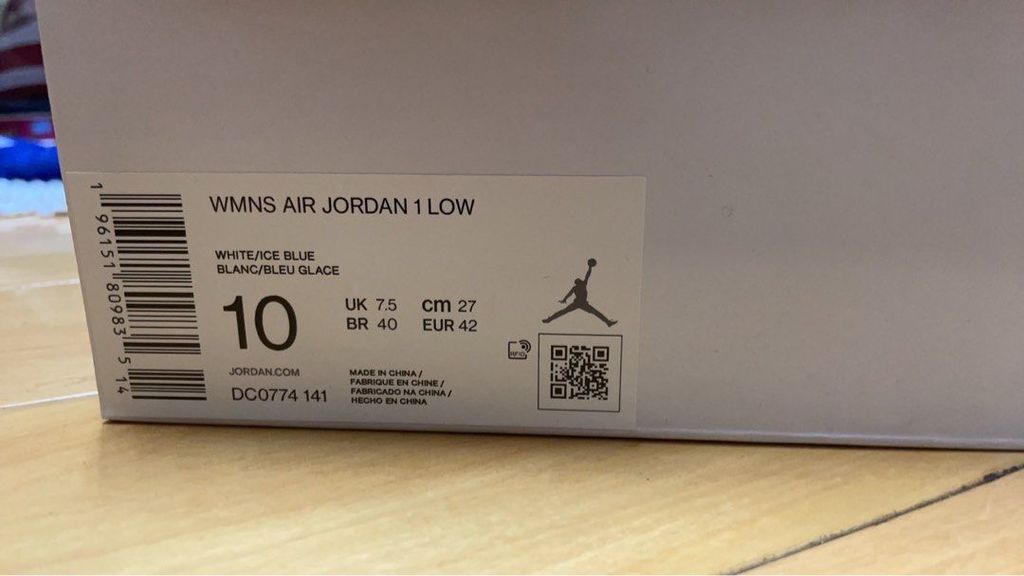 WMNS AIR JORDAN 1 LOW
WHITE/ICE BLUE
BLANC/BLEU GLACE
10
UK 7.5 cm 27
BR 40 EUR 42
RFID
JORDAN.COM
DC0774 141
MADE IN CHINA /
FABRIQUE EN CHINE /
FABRICADO NA CHINA /
HECHO EN CHINA
1 96151 80983 5 14